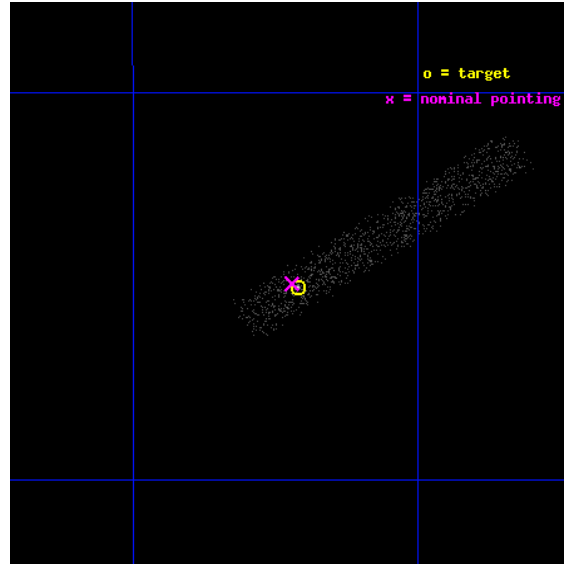 o = target
x = nominal pointing